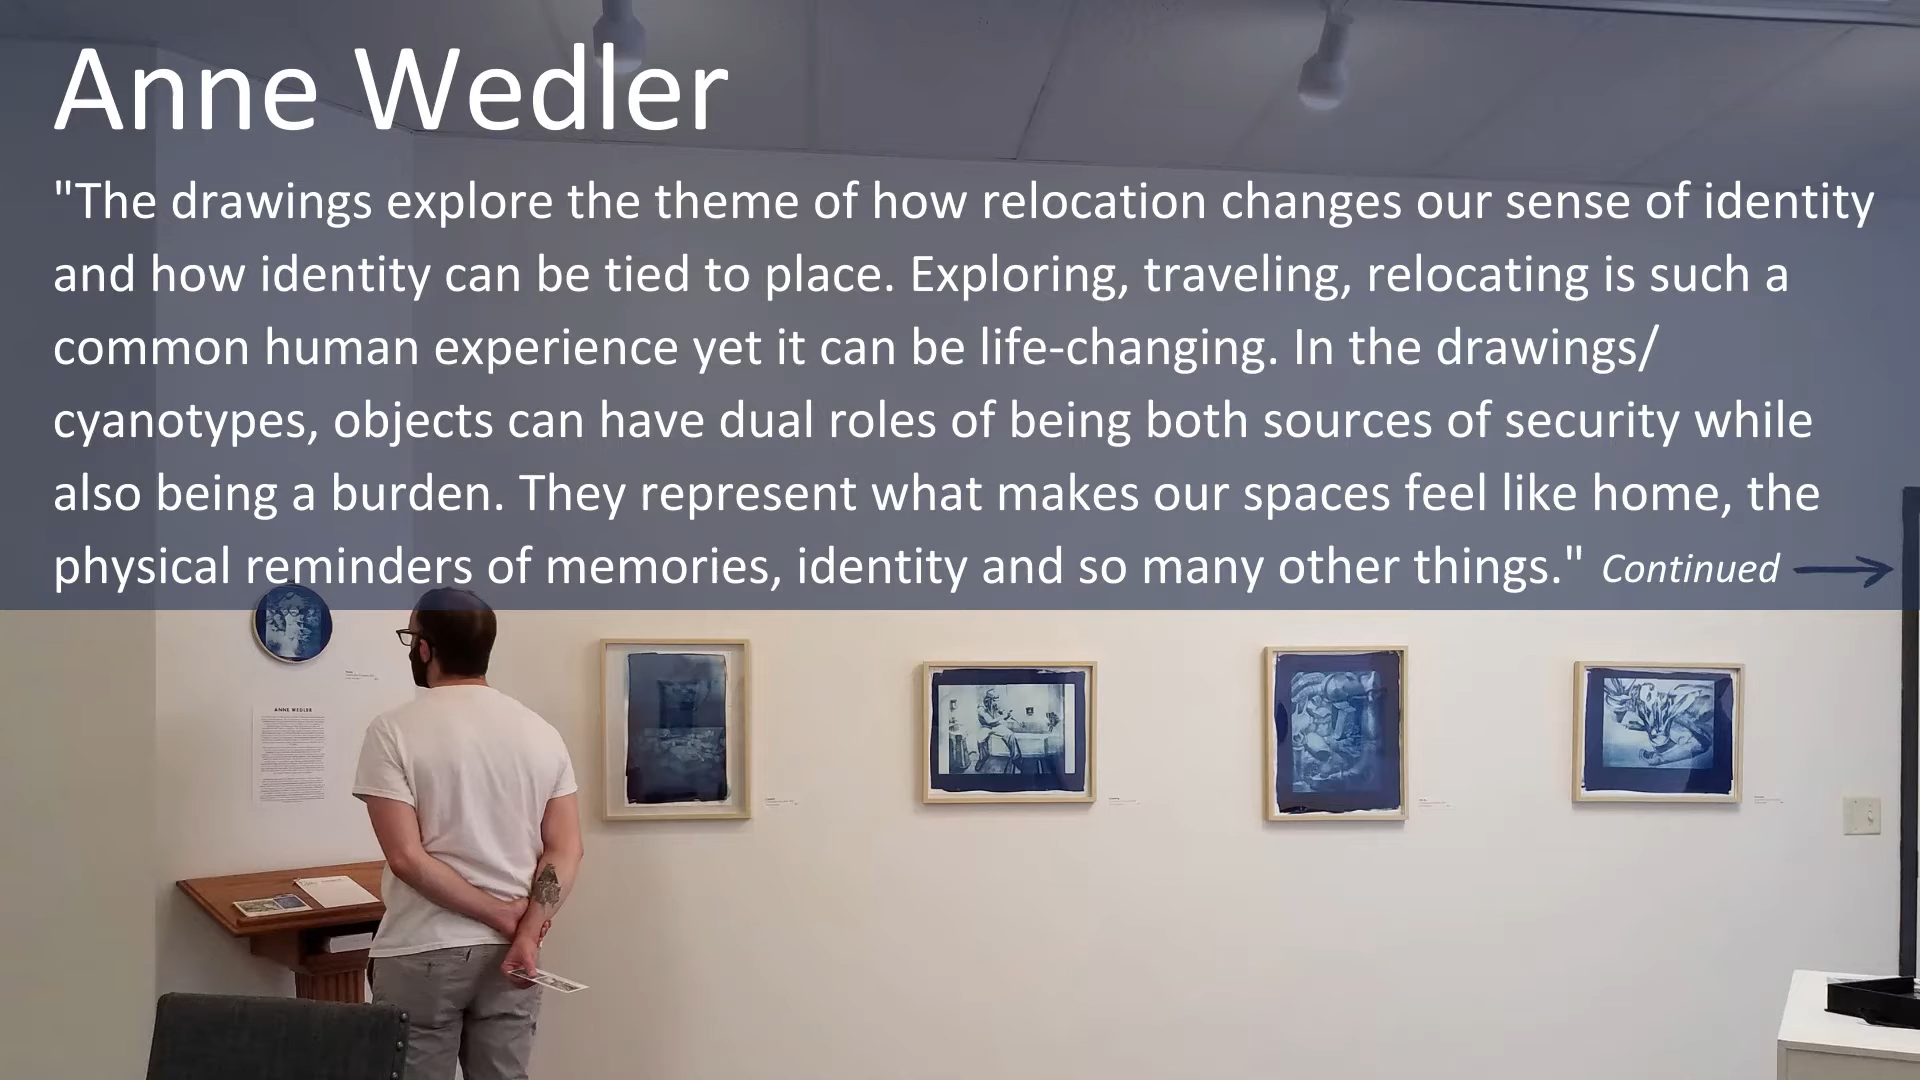 Anne Wedler
"The drawings explore the theme of how relocation changes our sense of identity
and how identity can be tied to place. Exploring, traveling, relocating is such a
common human experience yet it can be life-changing. In the drawings/
cyanotypes, objects can have dual roles of being both sources of security while
also being a burden. They represent what makes our spaces feel like home, the
physical reminders of memories, identity and so many other things." Continued
ANNE WEDLER